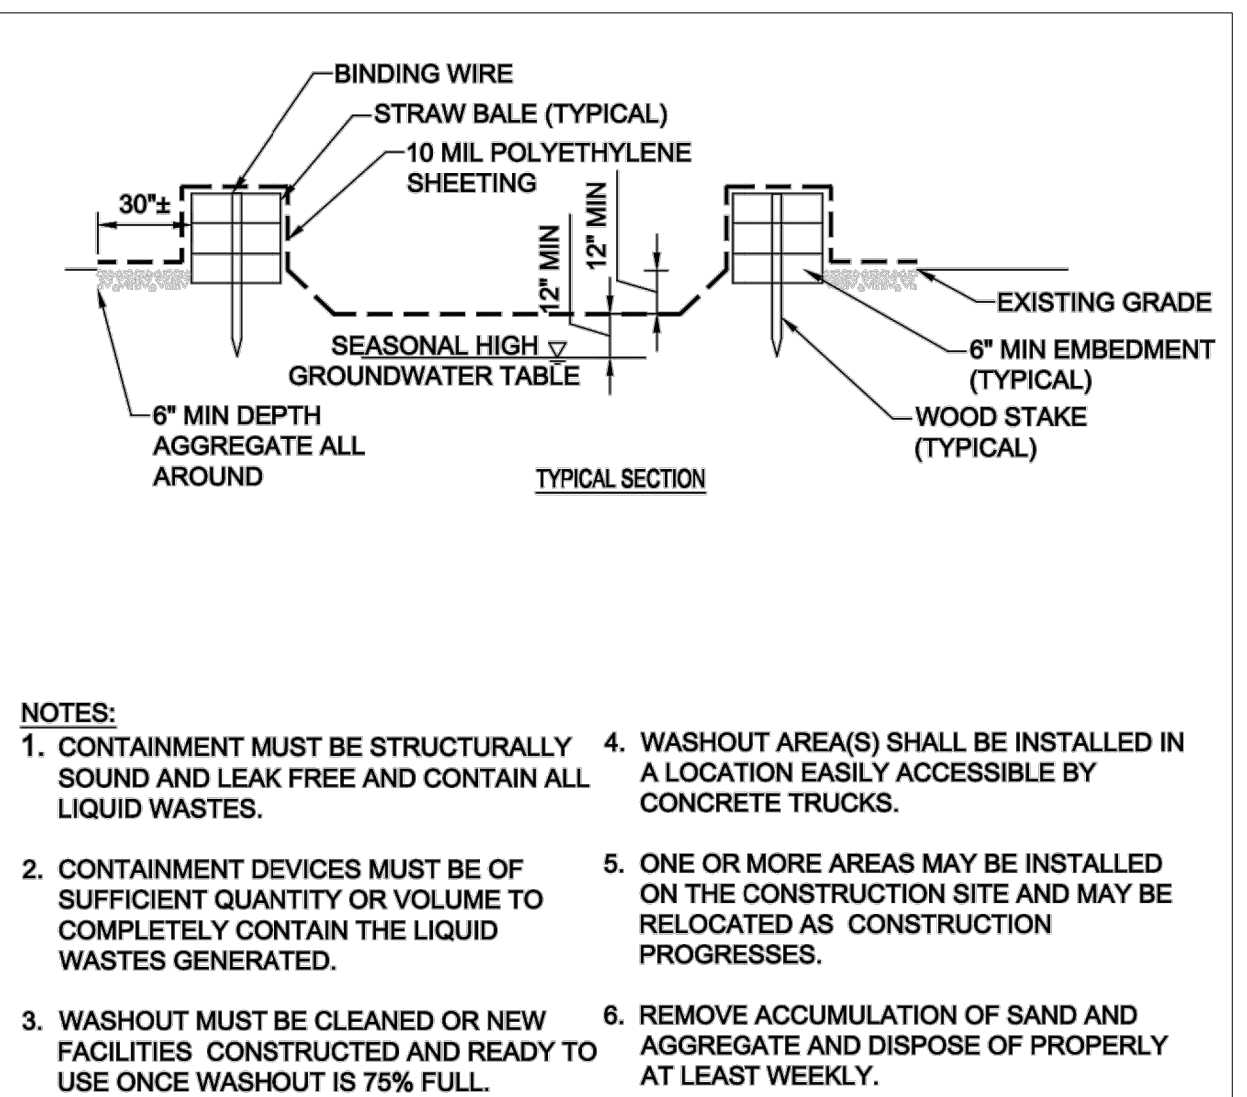 BINDING WIRE
STRAW BALE (TYPICAL)
10 MIL POLYETHYLENE
SHEETING
30"±
12" MIN
12" MIN
EXISTING GRADE
SEASONAL HIGH
GROUNDWATER TABLE
6" MIN EMBEDMENT
(TYPICAL)
6" MIN DEPTH
AGGREGATE ALL
AROUND
WOOD STAKE
(TYPICAL)
TYPICAL SECTION
NOTES:
1. CONTAINMENT MUST BE STRUCTURALLY
SOUND AND LEAK FREE AND CONTAIN ALL
LIQUID WASTES.
2. CONTAINMENT DEVICES MUST BE OF
SUFFICIENT QUANTITY OR VOLUME TO
COMPLETELY CONTAIN THE LIQUID
WASTES GENERATED.
3. WASHOUT MUST BE CLEANED OR NEW
FACILITIES CONSTRUCTED AND READY TO
USE ONCE WASHOUT IS 75% FULL.
4. WASHOUT AREA(S) SHALL BE INSTALLED IN
A LOCATION EASILY ACCESSIBLE BY
CONCRETE TRUCKS.
5. ONE OR MORE AREAS MAY BE INSTALLED
ON THE CONSTRUCTION SITE AND MAY BE
RELOCATED AS CONSTRUCTION
PROGRESSES.
6. REMOVE ACCUMULATION OF SAND AND
AGGREGATE AND DISPOSE OF PROPERLY
AT LEAST WEEKLY.